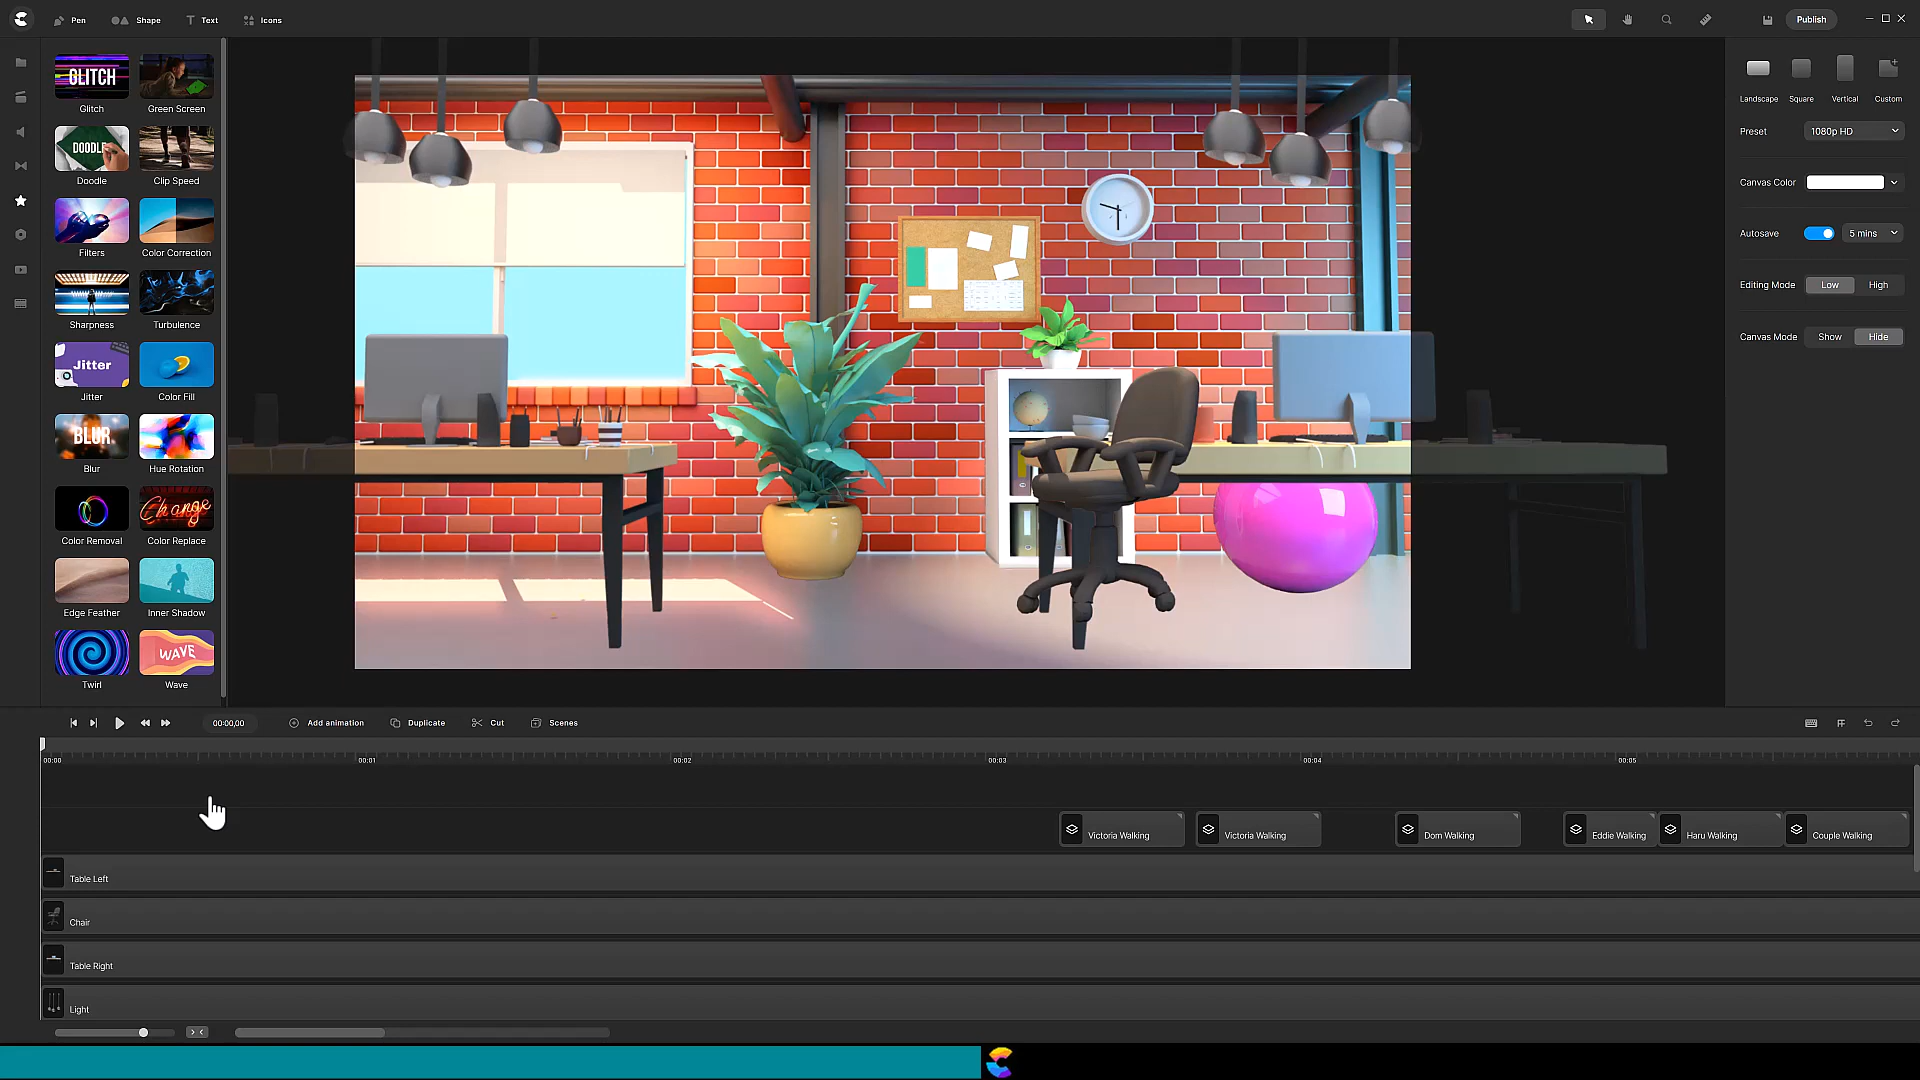 Pen
Shape
Text
Icons
Publish
GLITCH
Glitch
Green Screen
DOODLE
Doodle
Clip Speed
Filters
Color Correction
Sharpness
Turbulence
Jitter
Jitter
Color Fill
BLUR
Blur
Hue Rotation
Change
Color Removal
Color Replace
Edge Feather
Inner Shadow
WAVE
Twirl
Wave
Landscape
Square
Vertical
Custom
Preset
1080p HD
Canvas Color
Autosave
5 mins
Editing Mode
Low
High
Canvas Mode
Show
Hide
00:00,00
Add animation
Duplicate
Cut
Scenes
00:00
00:01
00:02
00:03
00:04
00:05
Victoria Walking
Victoria Walking
Dom Walking
Eddie Walking
Haru Walking
Couple Walking
Table Left
Chair
Table Right
Light